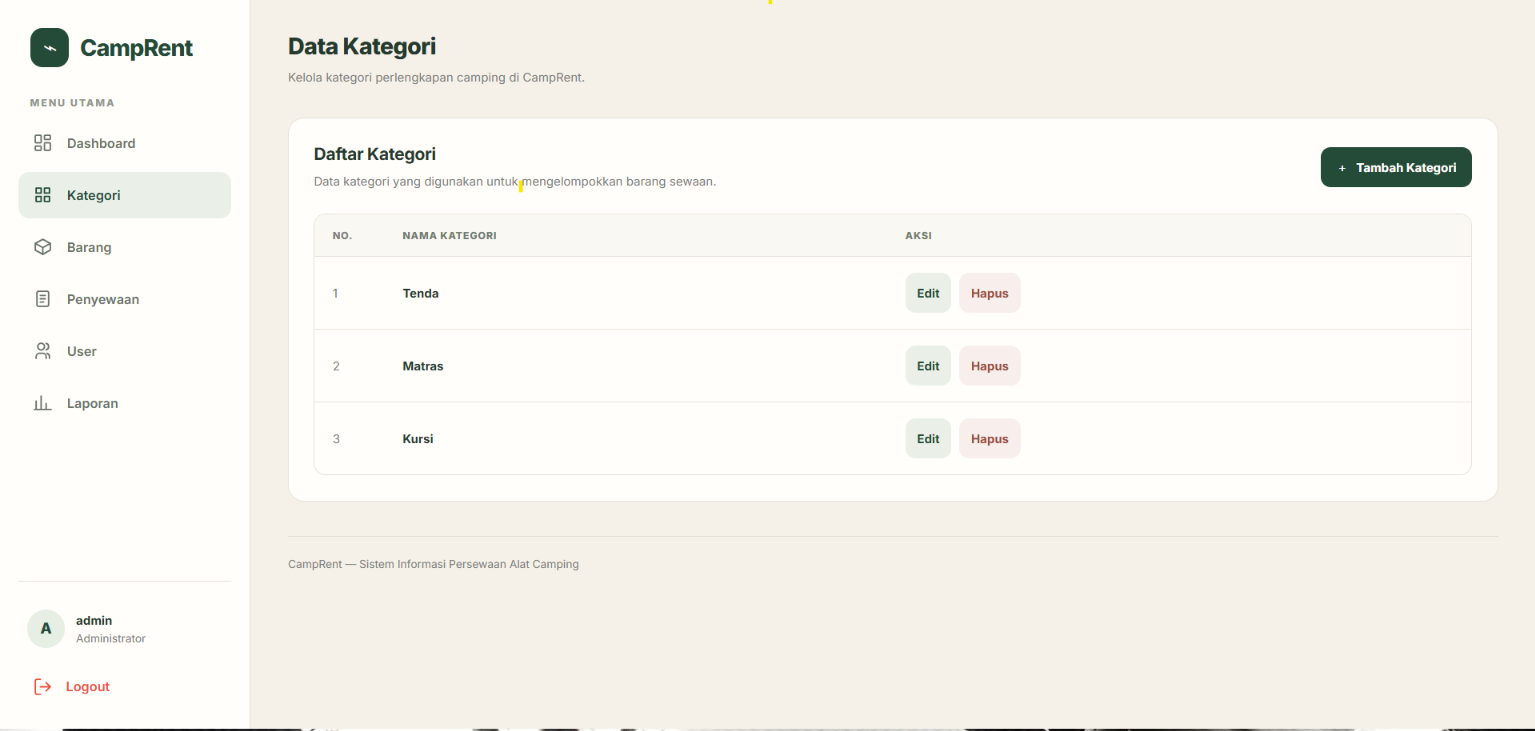 CampRent
MENU UTAMA
Dashboard
Kategori
Barang
Penyewaan
User
Laporan
A
admin
Administrator
Logout
Data Kategori
Kelola kategori perlengkapan camping di CampRent.
Daftar Kategori
Data kategori yang digunakan untuk mengelompokkan barang sewaan.
+ Tambah Kategori
NO. NAMA KATEGORI AKSI
1 Tenda Edit Hapus
2 Matras Edit Hapus
3 Kursi Edit Hapus
CampRent — Sistem Informasi Persewaan Alat Camping